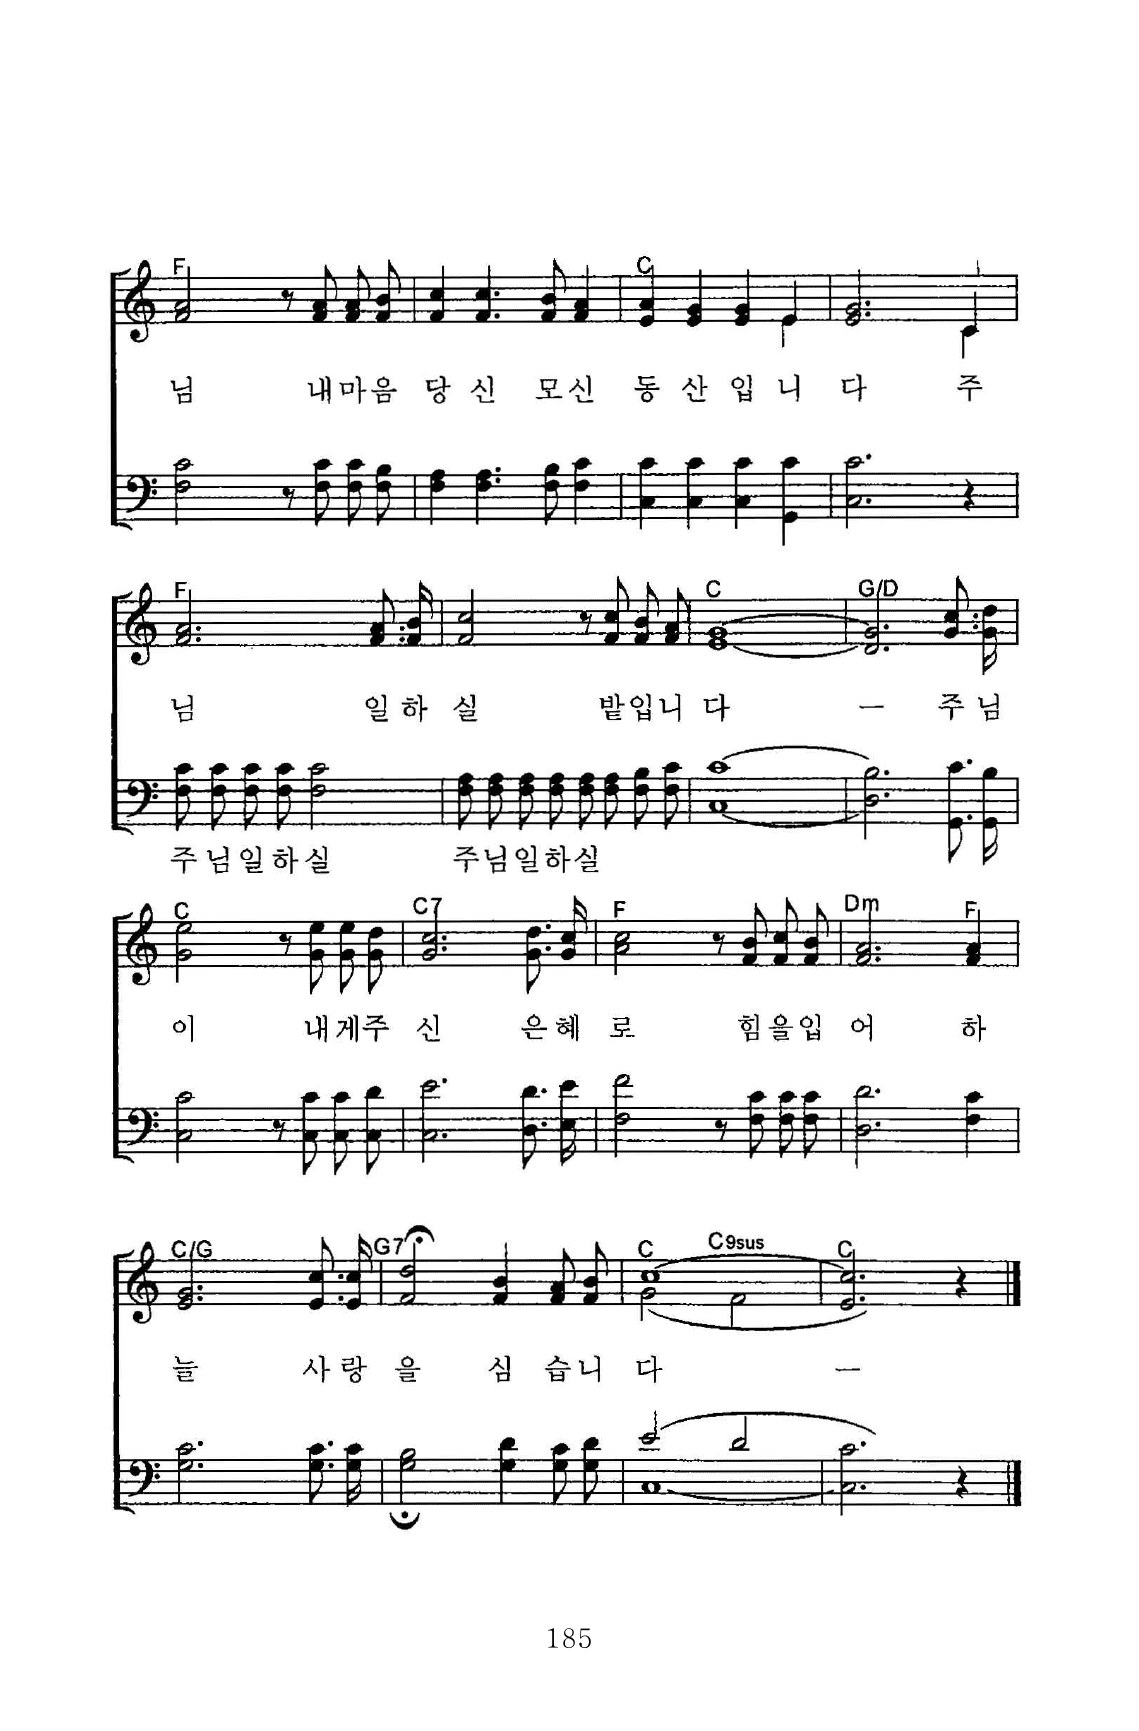 F C
님 내마음 당 신 모신 동 산 입 니 다 주
F C G/D
님 일 하 실 밭입니 다 ㅡ 주 님
주님일하실 주님일하실
C C7 F Dm F
이 내게주 신 은 혜 로 힘을입 어 하
C/G G7 C C9sus C
늘 사 랑 을 심 습 니 다 ㅡ
185